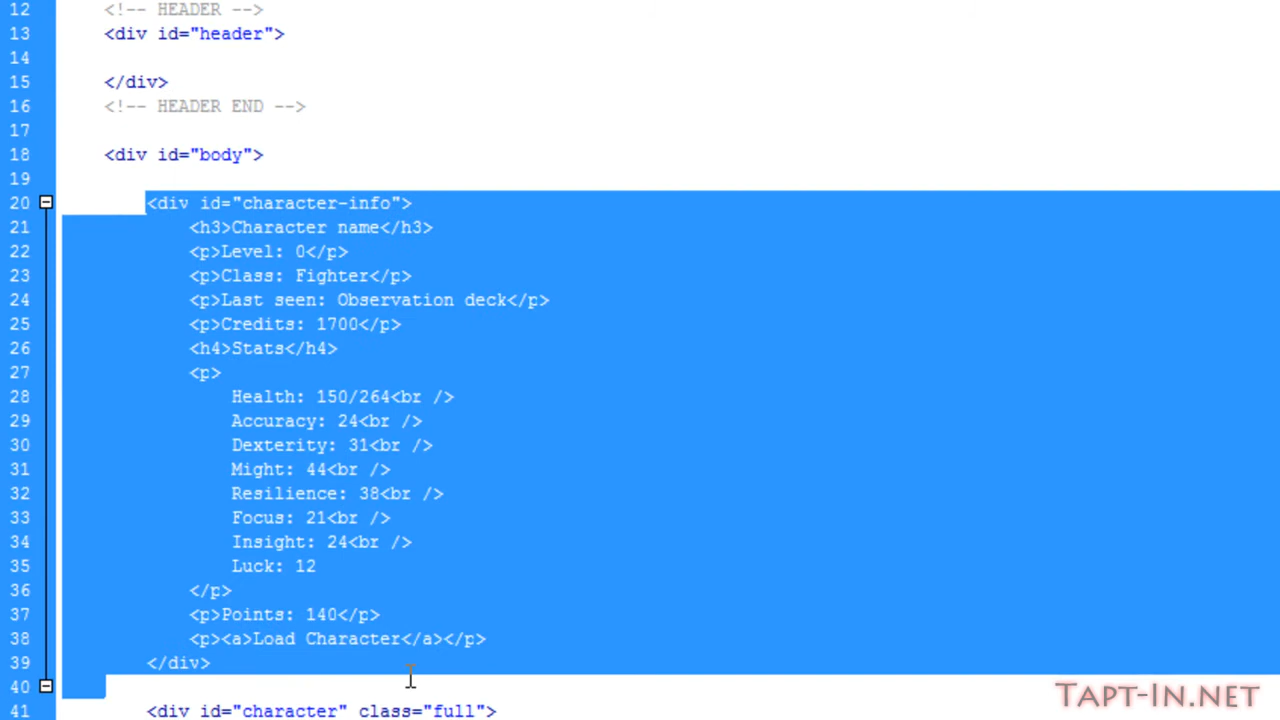 12 <!-- HEADER -->
13 <div id="header">
14
15 </div>
16 <!-- HEADER END -->
17
18 <div id="body">
19
20 <div id="character-info">
21 <h3>Character name</h3>
22 <p>Level: 0</p>
23 <p>Class: Fighter</p>
24 <p>Last seen: Observation deck</p>
25 <p>Credits: 1700</p>
26 <h4>Stats</h4>
27 <p>
28 Health: 150/264<br />
29 Accuracy: 24<br />
30 Dexterity: 31<br />
31 Might: 44<br />
32 Resilience: 38<br />
33 Focus: 21<br />
34 Insight: 24<br />
35 Luck: 12
36 </p>
37 <p>Points: 140</p>
38 <p><a>Load Character</a></p>
39 </div>
40
41 <div id="character" class="full">
Tapt-In.net